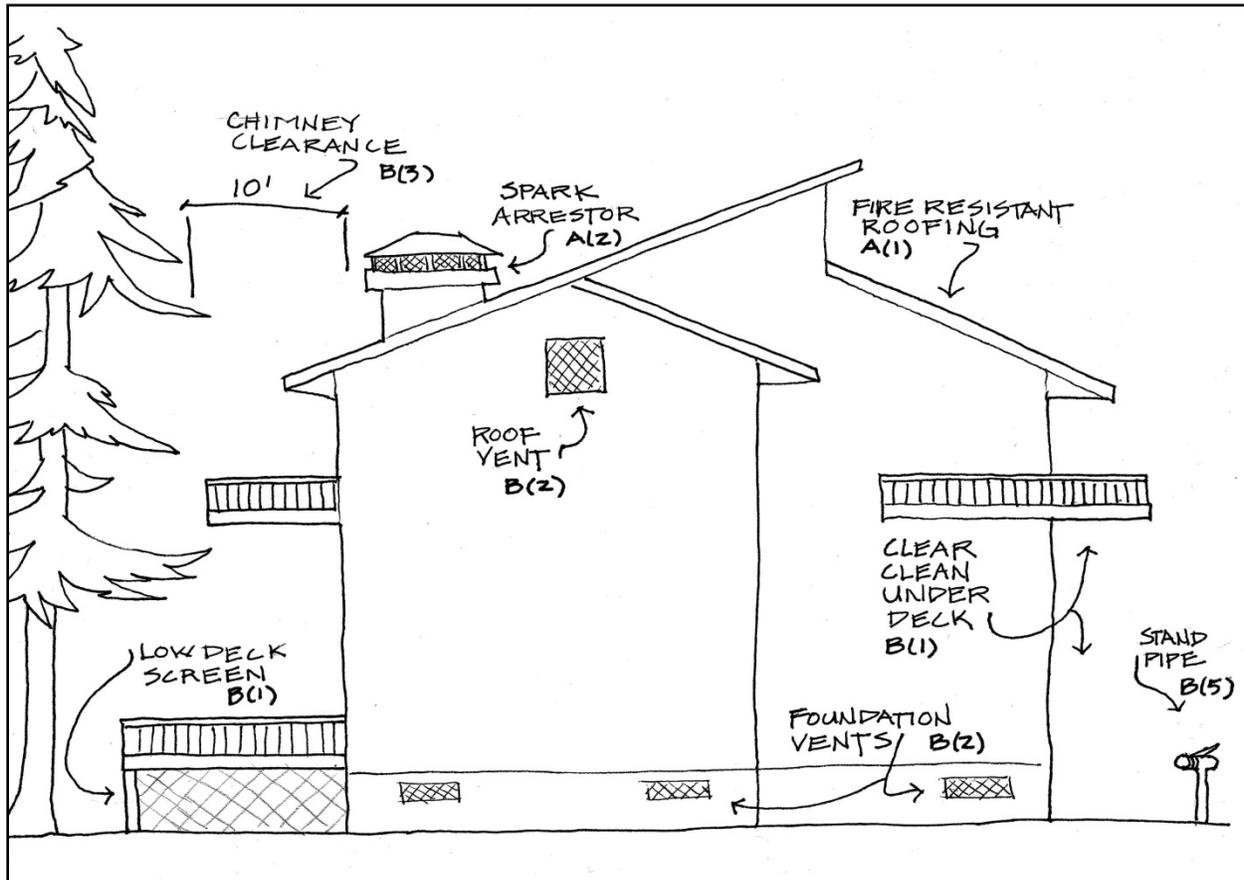 CHIMNEY
CLEARANCE
B(3)
10'
SPARK
ARRESTOR
A(2)
FIRE RESISTANT
ROOFING
A(1)
ROOF
VENT
B(2)
CLEAR
CLEAN
UNDER
DECK
B(1)
STAND
PIPE
B(5)
LOW DECK
SCREEN
B(1)
FOUNDATION
VENTS B(2)